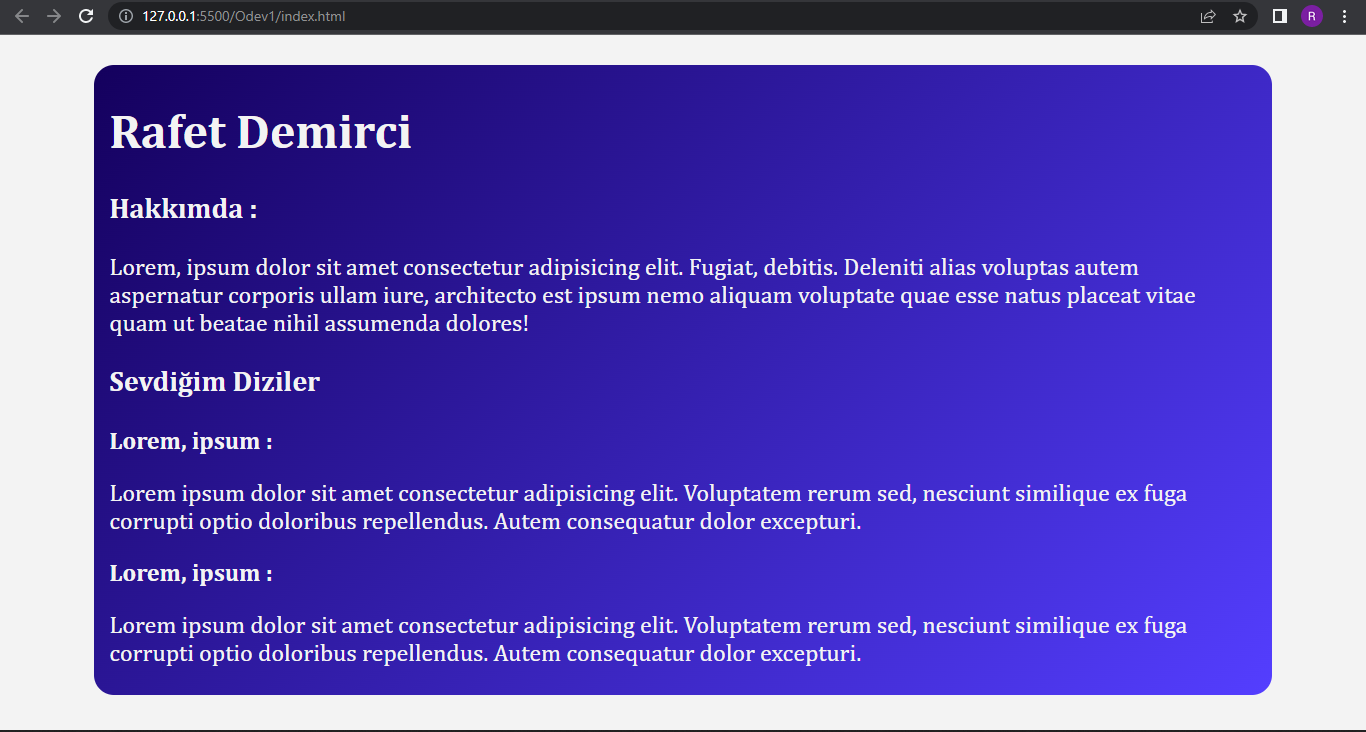 127.0.0.1:5500/Odev1/index.html
R
Rafet Demirci
Hakkımda :
Lorem, ipsum dolor sit amet consectetur adipisicing elit. Fugiat, debitis. Deleniti alias voluptas autem
aspernatur corporis ullam iure, architecto est ipsum nemo aliquam voluptate quae esse natus placeat vitae
quam ut beatae nihil assumenda dolores!
Sevdiğim Diziler
Lorem, ipsum :
Lorem ipsum dolor sit amet consectetur adipisicing elit. Voluptatem rerum sed, nesciunt similique ex fuga
corrupti optio doloribus repellendus. Autem consequatur dolor excepturi.
Lorem, ipsum :
Lorem ipsum dolor sit amet consectetur adipisicing elit. Voluptatem rerum sed, nesciunt similique ex fuga
corrupti optio doloribus repellendus. Autem consequatur dolor excepturi.